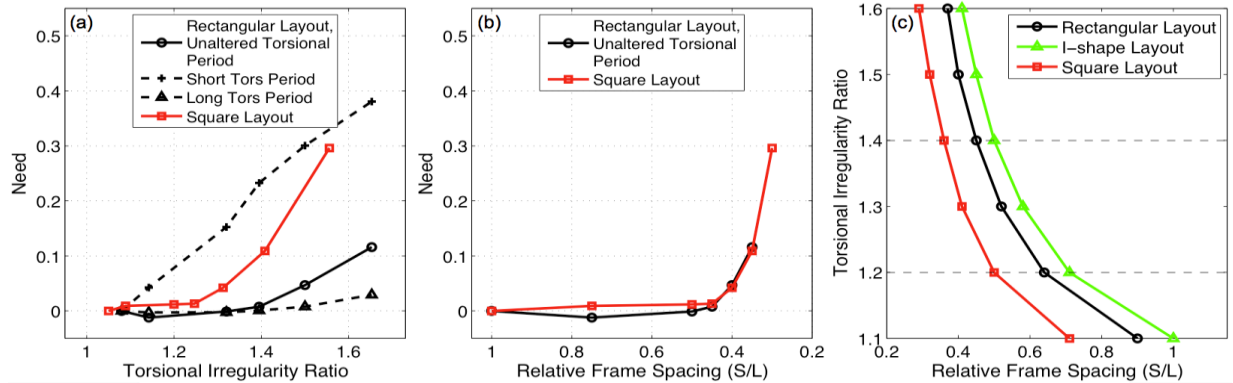 (a)
Rectangular Layout,
Unaltered Torsional
Period
Short Tors Period
Long Tors Period
Square Layout
0.5
0.4
0.3
0.2
0.1
0
Need
1 1.2 1.4 1.6
Torsional Irregularity Ratio
(b)
Rectangular Layout,
Unaltered Torsional
Period
Square Layout
0.5
0.4
0.3
0.2
0.1
0
Need
1 0.8 0.6 0.4 0.2
Relative Frame Spacing (S/L)
(c)
Rectangular Layout
I-shape Layout
Square Layout
1.6
1.5
1.4
1.3
1.2
1.1
Torsional Irregularity Ratio
0.2 0.4 0.6 0.8 1
Relative Frame Spacing (S/L)